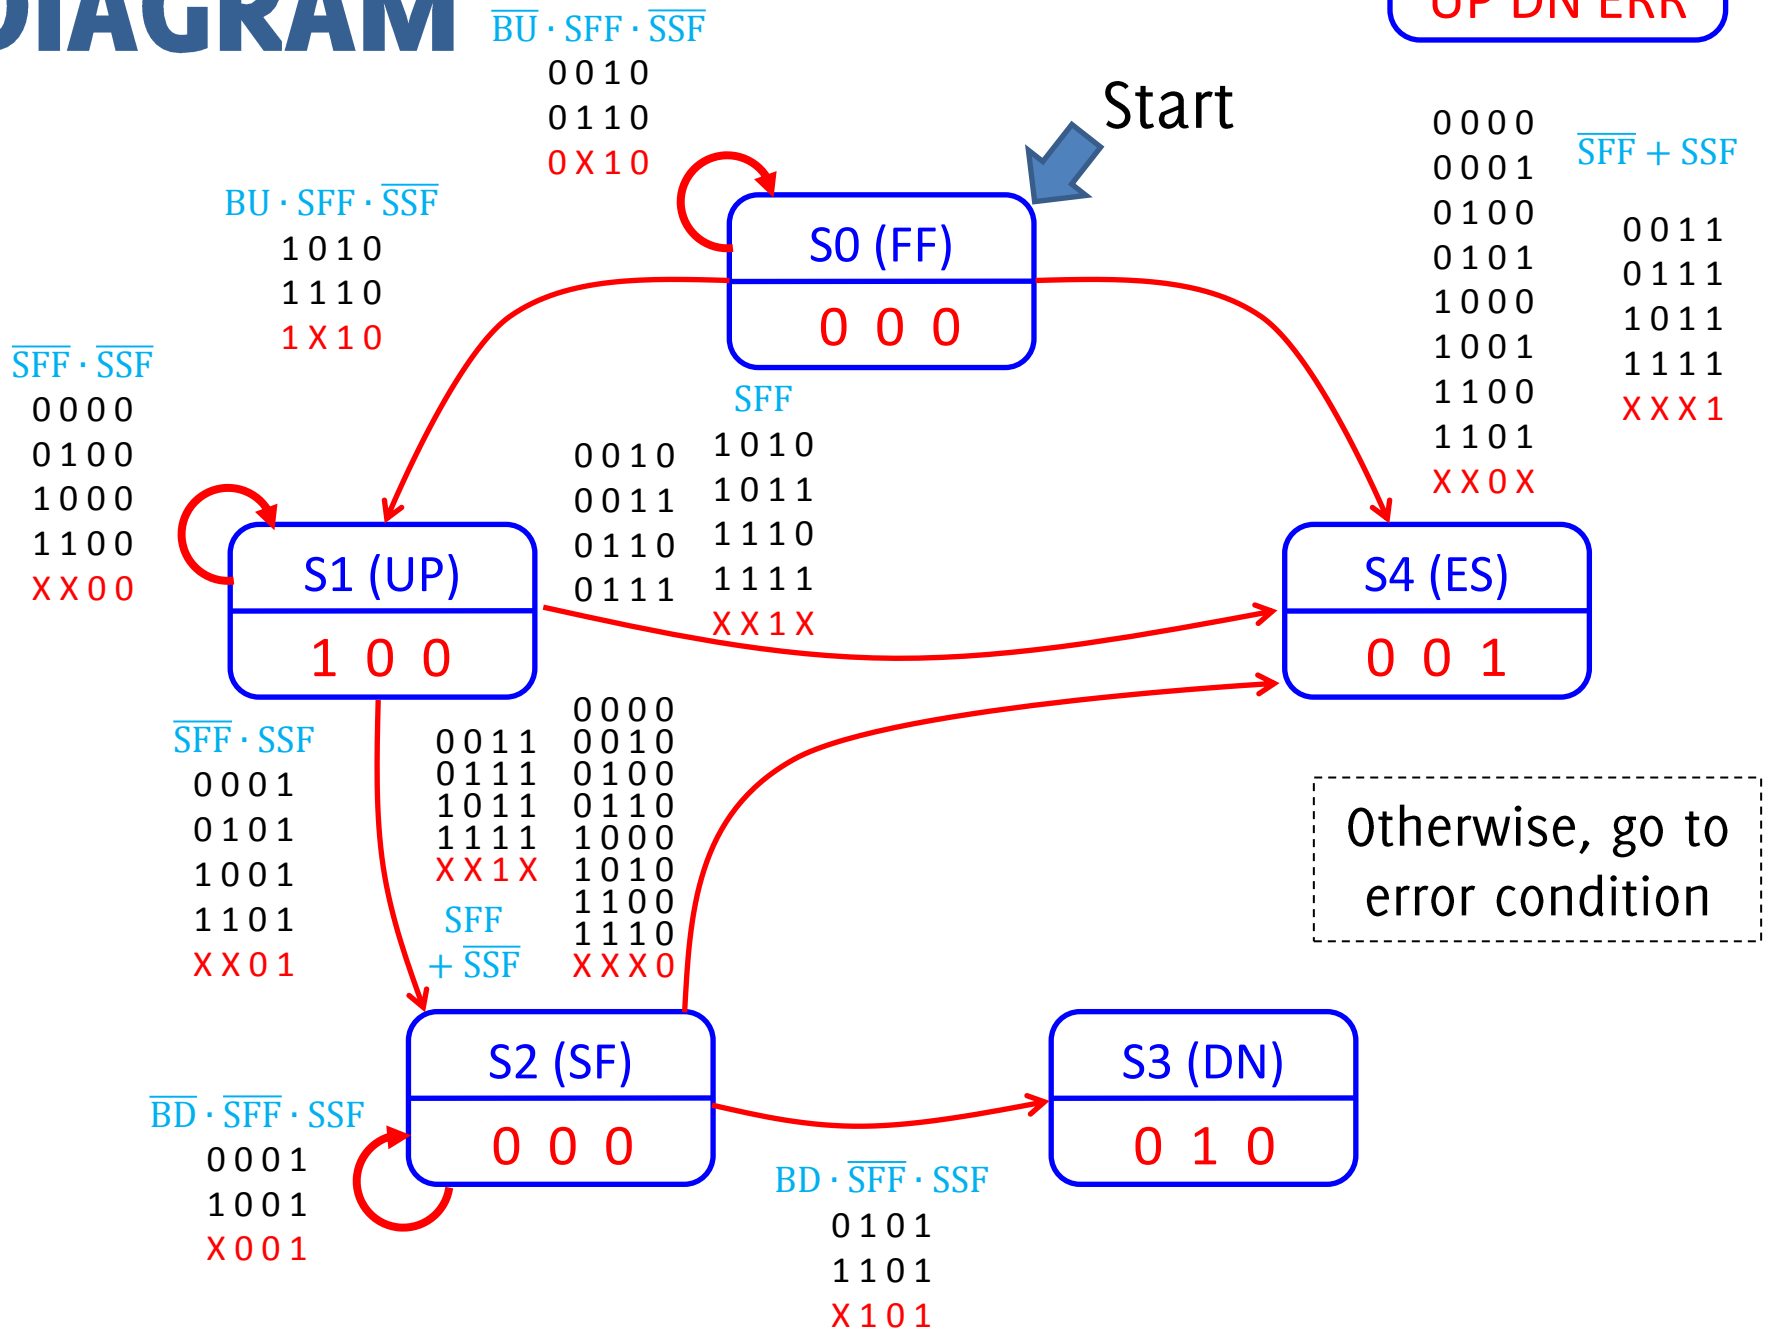 DIAGRAM
UP DN ERR
B̅U̅ · SFF · S̅S̅F̅
0 0 1 0
0 1 1 0
0 X 1 0
Start
BU · SFF · S̅S̅F̅
1 0 1 0
1 1 1 0
1 X 1 0
S0 (FF)
0 0 0
0 0 0 0
0 0 0 1
0 1 0 0
0 1 0 1
1 0 0 0
1 0 0 1
1 1 0 0
1 1 0 1
X X 0 X
S̅F̅F̅ + SSF
0 0 1 1
0 1 1 1
1 0 1 1
1 1 1 1
X X X 1
S̅F̅F̅ · S̅S̅F̅
0 0 0 0
0 1 0 0
1 0 0 0
1 1 0 0
X X 0 0
S1 (UP)
1 0 0
0 0 1 0
0 0 1 1
0 1 1 0
0 1 1 1
SFF
1 0 1 0
1 0 1 1
1 1 1 0
1 1 1 1
X X 1 X
S4 (ES)
0 0 1
S̅F̅F̅ · SSF
0 0 0 1
0 1 0 1
1 0 0 1
1 1 0 1
X X 0 1
0 0 1 1
0 1 1 1
1 0 1 1
1 1 1 1
X X 1 X
SFF
+ S̅S̅F̅
0 0 0 0
0 0 1 0
0 1 0 0
0 1 1 0
1 0 0 0
1 0 1 0
1 1 0 0
1 1 1 0
X X X 0
Otherwise, go to
error condition
S2 (SF)
0 0 0
S3 (DN)
0 1 0
B̅D̅ · S̅F̅F̅ · SSF
0 0 0 1
1 0 0 1
X 0 0 1
BD · S̅F̅F̅ · SSF
0 1 0 1
1 1 0 1
X 1 0 1